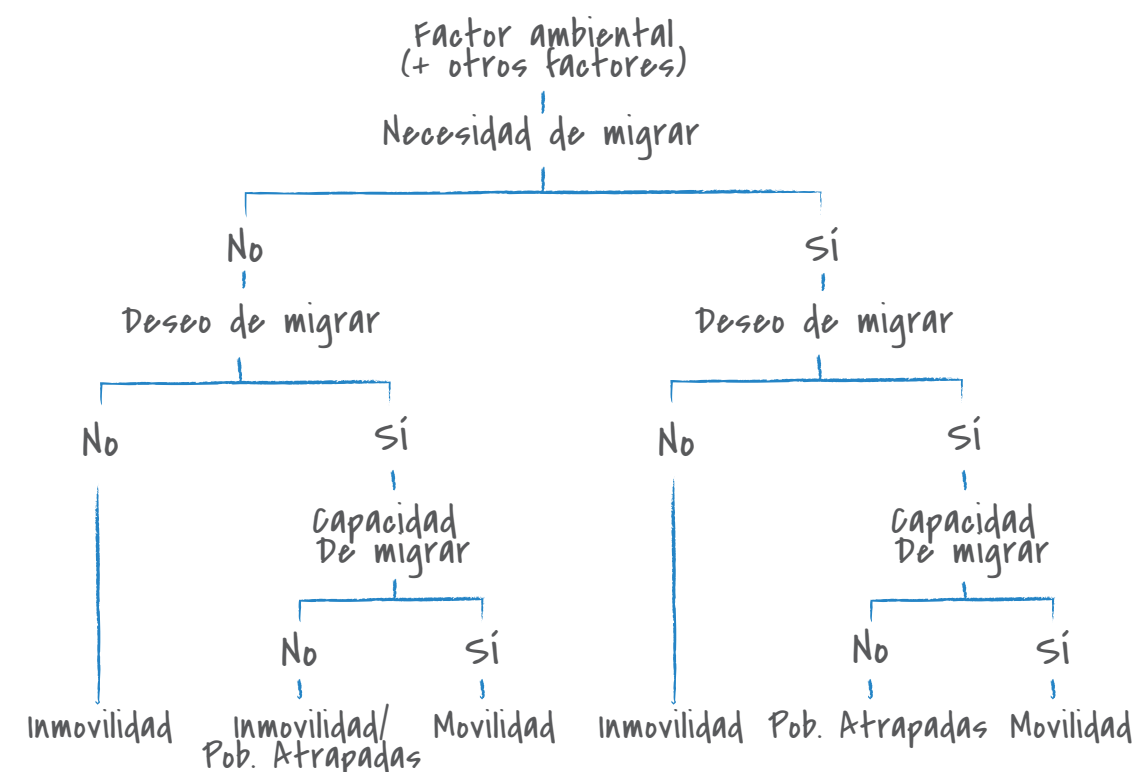 Factor ambiental
(+ otros factores)
Necesidad de migrar
No
Sí
Deseo de migrar
Deseo de migrar
No
Sí
No
Sí
Capacidad
De migrar
Capacidad
De migrar
No
Sí
No
Sí
Inmovilidad
Inmovilidad/
Pob. Atrapadas
Movilidad
Inmovilidad
Pob. Atrapadas
Movilidad